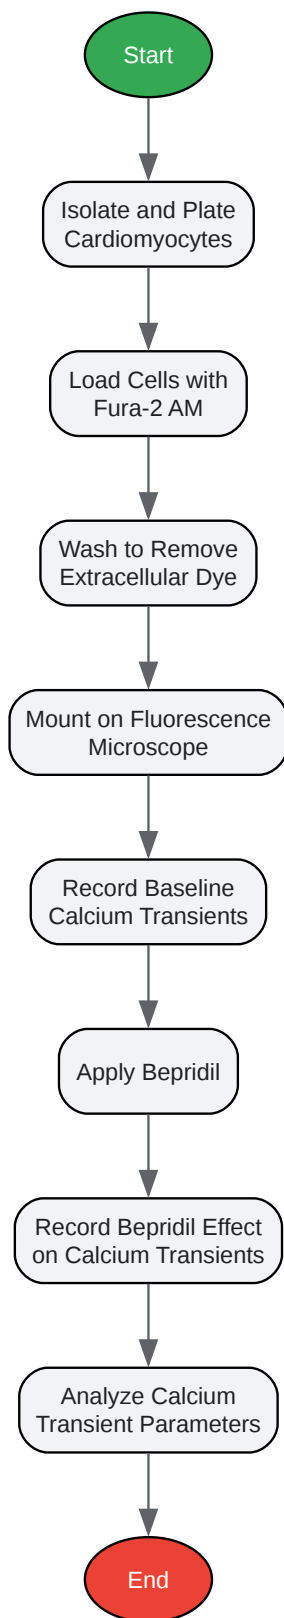 Start
Isolate and Plate
Cardiomyocytes
Load Cells with
Fura-2 AM
Wash to Remove
Extracellular Dye
Mount on Fluorescence
Microscope
Record Baseline
Calcium Transients
Apply Bepridil
Record Bepridil Effect
on Calcium Transients
Analyze Calcium
Transient Parameters
End